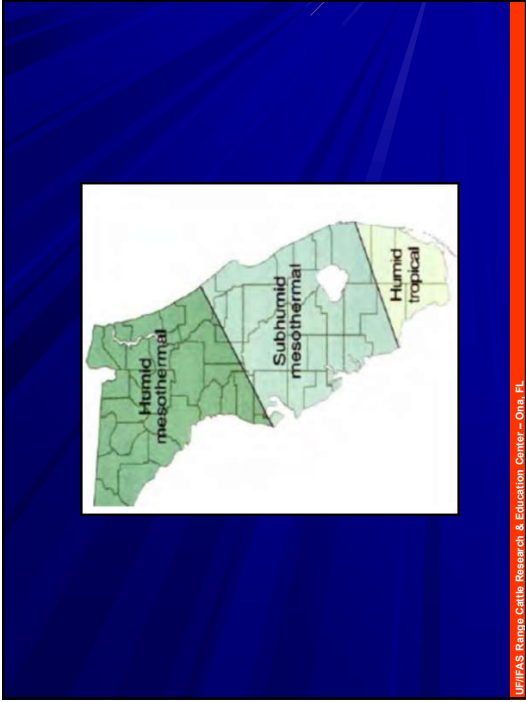 Humid
mesothermal
Subhumid
mesothermal
Humid
tropical
UF/IFAS Range Cattle Research & Education Center – Ona, FL